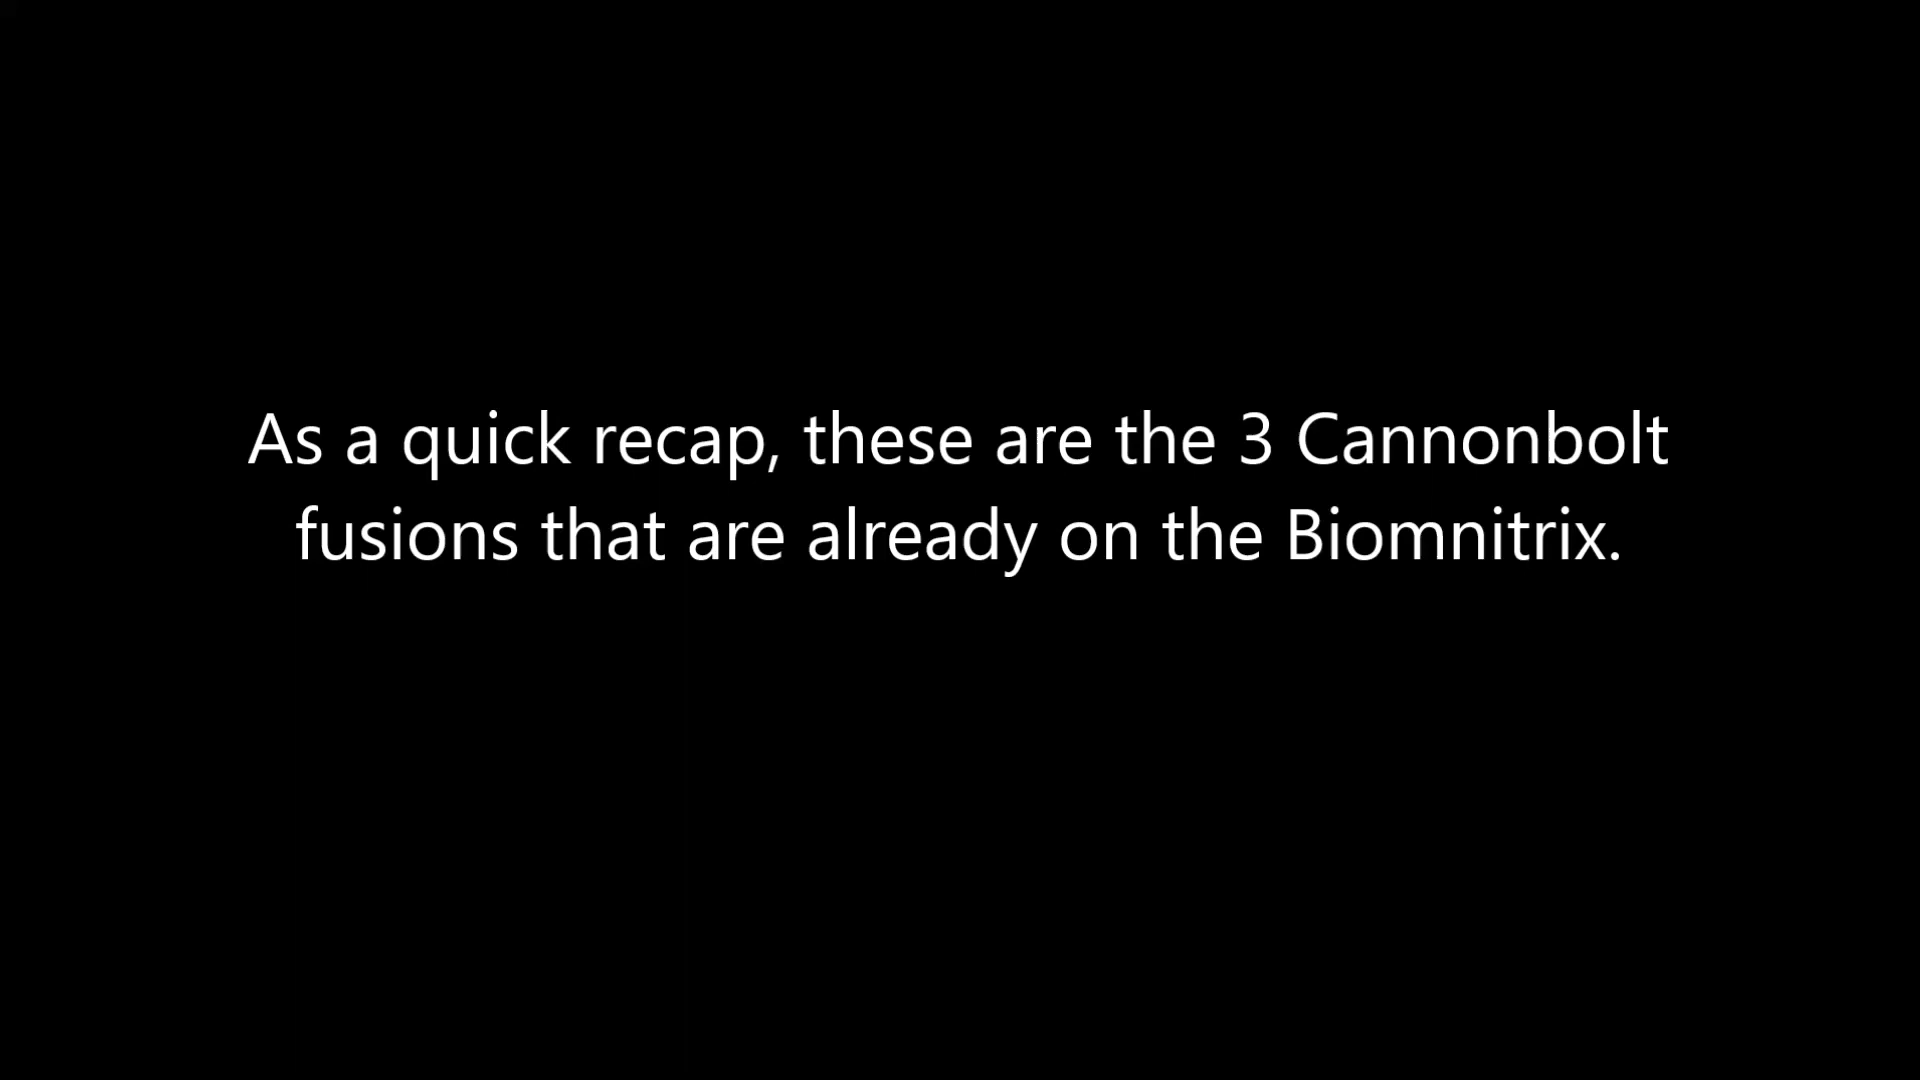 As a quick recap, these are the 3 Cannonbolt
fusions that are already on the Biomnitrix.